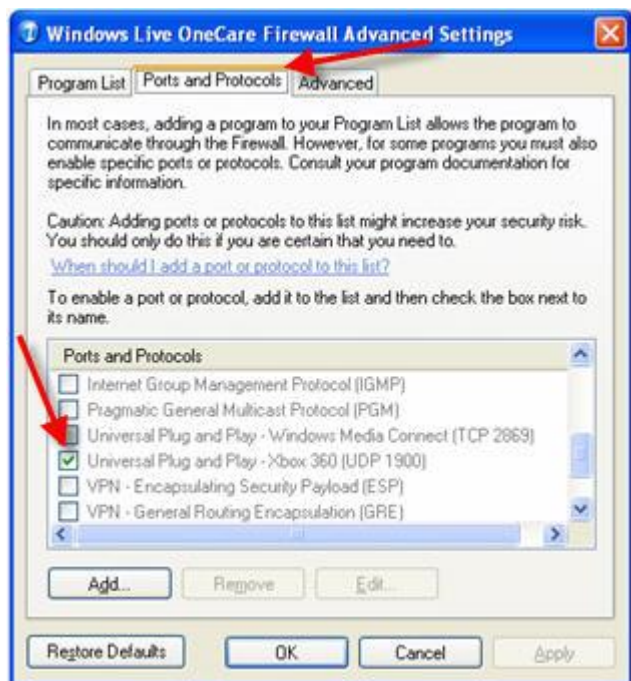 Windows Live OneCare Firewall Advanced Settings
Program List Ports and Protocols Advanced
In most cases, adding a program to your Program List allows the program to
communicate through the Firewall. However, for some programs you must also
enable specific ports or protocols. Consult your program documentation for
specific information.
Caution: Adding ports or protocols to this list might increase your security risk.
You should only do this if you are certain that you need to.
When should I add a port or protocol to this list?
To enable a port or protocol, add it to the list and then check the box next to
its name.
Ports and Protocols
Internet Group Management Protocol (IGMP)
Pragmatic General Multicast Protocol (PGM)
Universal Plug and Play - Windows Media Connect (TCP 2869)
Universal Plug and Play - Xbox 360 (UDP 1900)
VPN - Encapsulating Security Payload (ESP)
VPN - General Routing Encapsulation (GRE)
Add... Remove Edit...
Restore Defaults OK Cancel Apply